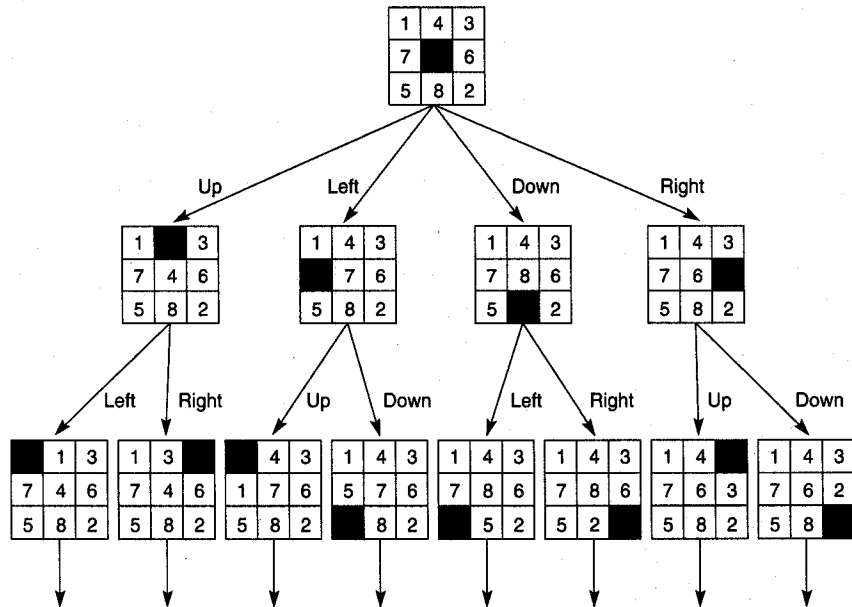 1 4 3
7 6
5 8 2
Up Left Down Right
1 3 1 4 3 1 4 3 1 4 3
7 4 6 7 6 7 8 6 7 6
5 8 2 5 8 2 5 2 5 8 2
Left Right Up Down Left Right Up Down
1 3 1 3 4 3 1 4 3 1 4 3 1 4 3 1 4 1 4 3
7 4 6 7 4 6 1 7 6 5 7 6 7 8 6 7 8 6 7 6 3 7 6 2
5 8 2 5 8 2 5 8 2 8 2 5 2 5 2 5 8 2 5 8